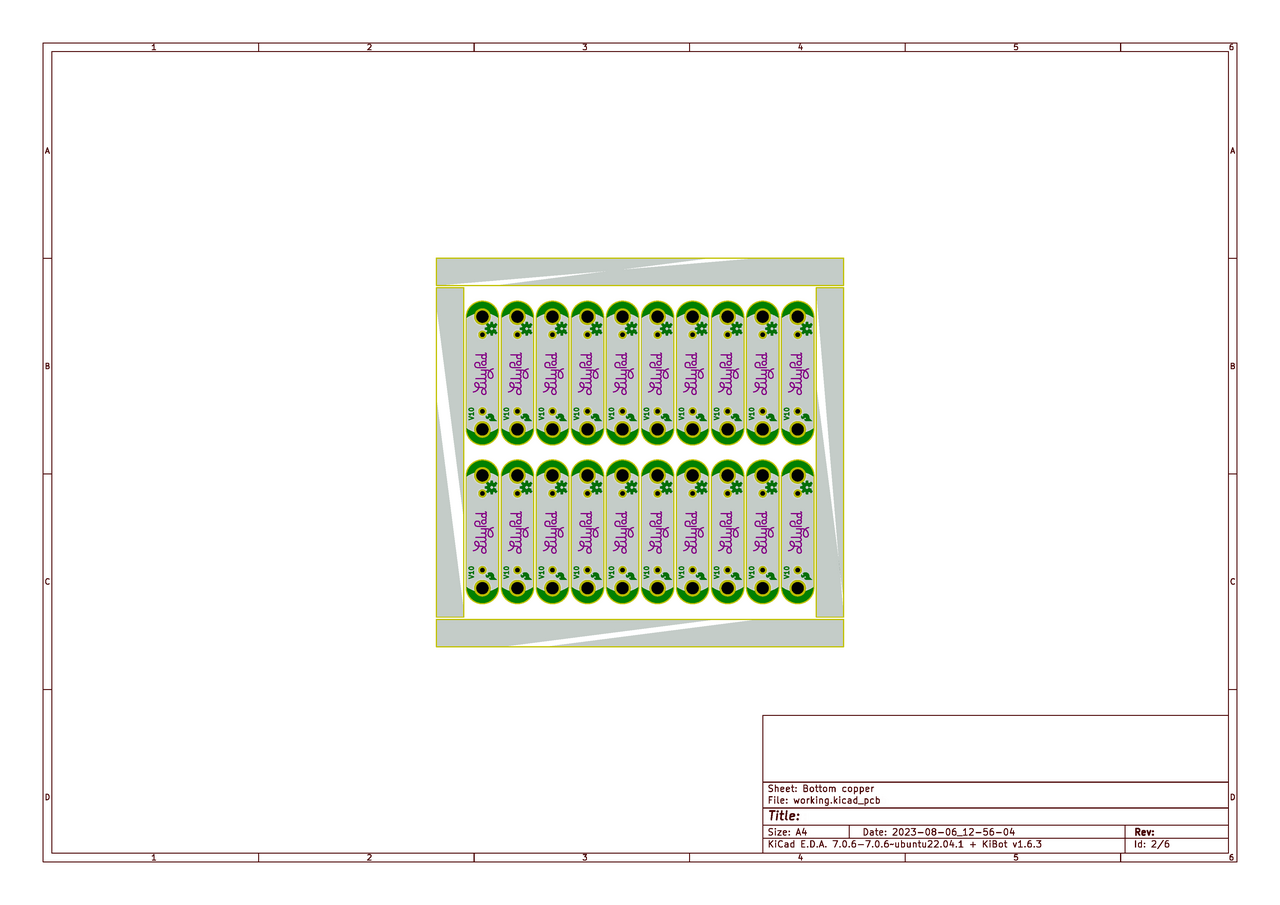 1 2 3 4 5 6
A A
B B
V10 V10 V10 V10 V10 V10 V10 V10 V10 V10
C C
V10 V10 V10 V10 V10 V10 V10 V10 V10 V10
Sheet: Bottom copper
D D
File: working.kicad_pcb
Title:
Size: A4 Date: 2023-08-06_12-56-04 Rev:
KiCad E.D.A. 7.0.6-7.0.6~ubuntu22.04.1 + KiBot v1.6.3 Id: 2/6
1 2 3 4 5 6